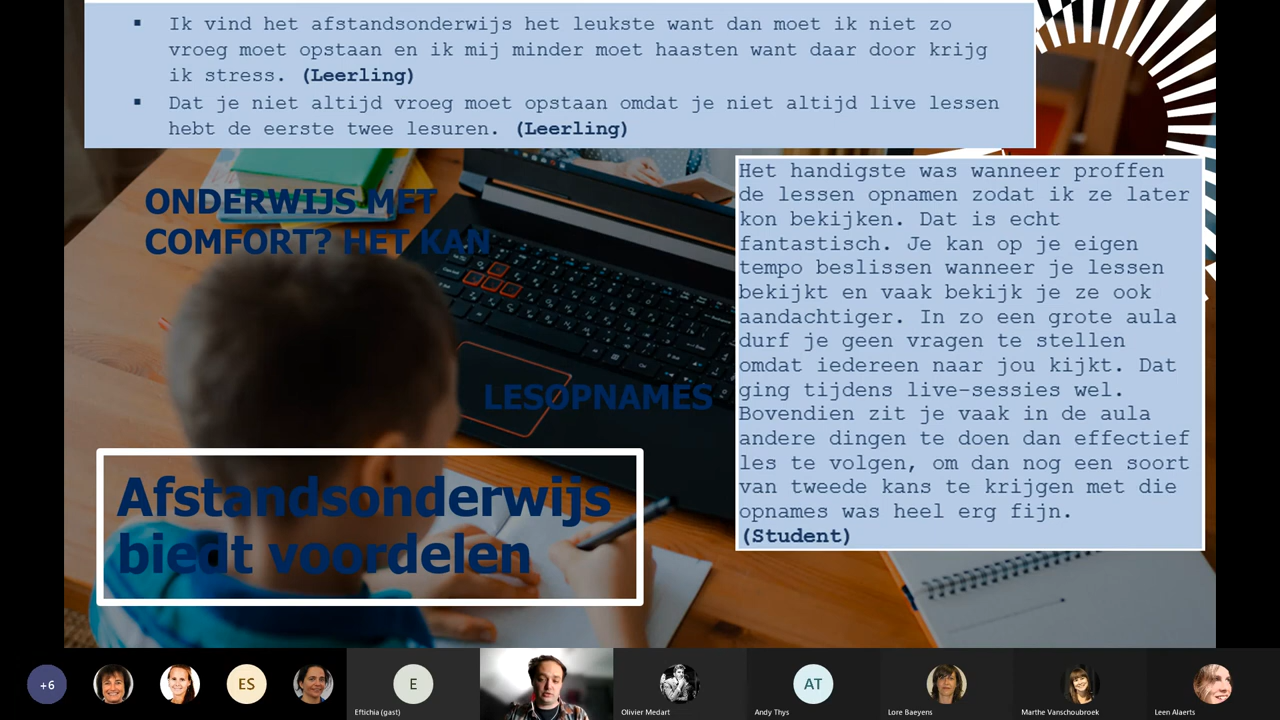 ▪ Ik vind het afstandsonderwijs het leukste want dan moet ik niet zo
vroeg moet opstaan en ik mij minder moet haasten want daar door krijg
ik stress. (Leerling)
▪ Dat je niet altijd vroeg moet opstaan omdat je niet altijd live lessen
hebt de eerste twee lesuren. (Leerling)
ONDERWIJS MET
COMFORT? HET KAN
LESOPNAMES
Het handigste was wanneer proffen
de lessen opnamen zodat ik ze later
kon bekijken. Dat is echt
fantastisch. Je kan op je eigen
tempo beslissen wanneer je lessen
bekijkt en vaak bekijk je ze ook
aandachtiger. In zo een grote aula
durf je geen vragen te stellen
omdat iedereen naar jou kijkt. Dat
ging tijdens live-sessies wel.
Bovendien zit je vaak in de aula
andere dingen te doen dan effectief
les te volgen, om dan nog een soort
van tweede kans te krijgen met die
opnames was heel erg fijn.
(Student)
Afstandsonderwijs
biedt voordelen
+6
ES
E
Eftichia (gast)
Olivier Medart
AT
Andy Thys
Lore Baeyens
Marthe Vanschoubroek
Leen Alaerts